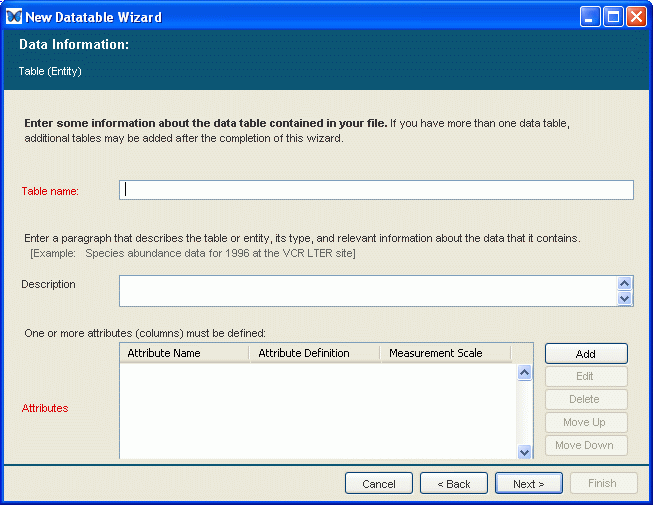 New Datatable Wizard
Data Information:
Table (Entity)
Enter some information about the data table contained in your file. If you have more than one data table,
additional tables may be added after the completion of this wizard.
Table name:
Enter a paragraph that describes the table or entity, its type, and relevant information about the data that it contains.
[Example: Species abundance data for 1996 at the VCR LTER site]
Description
One or more attributes (columns) must be defined:
Attribute Name Attribute Definition Measurement Scale
Add
Edit
Delete
Attributes
Move Up
Move Down
Cancel < Back Next > Finish